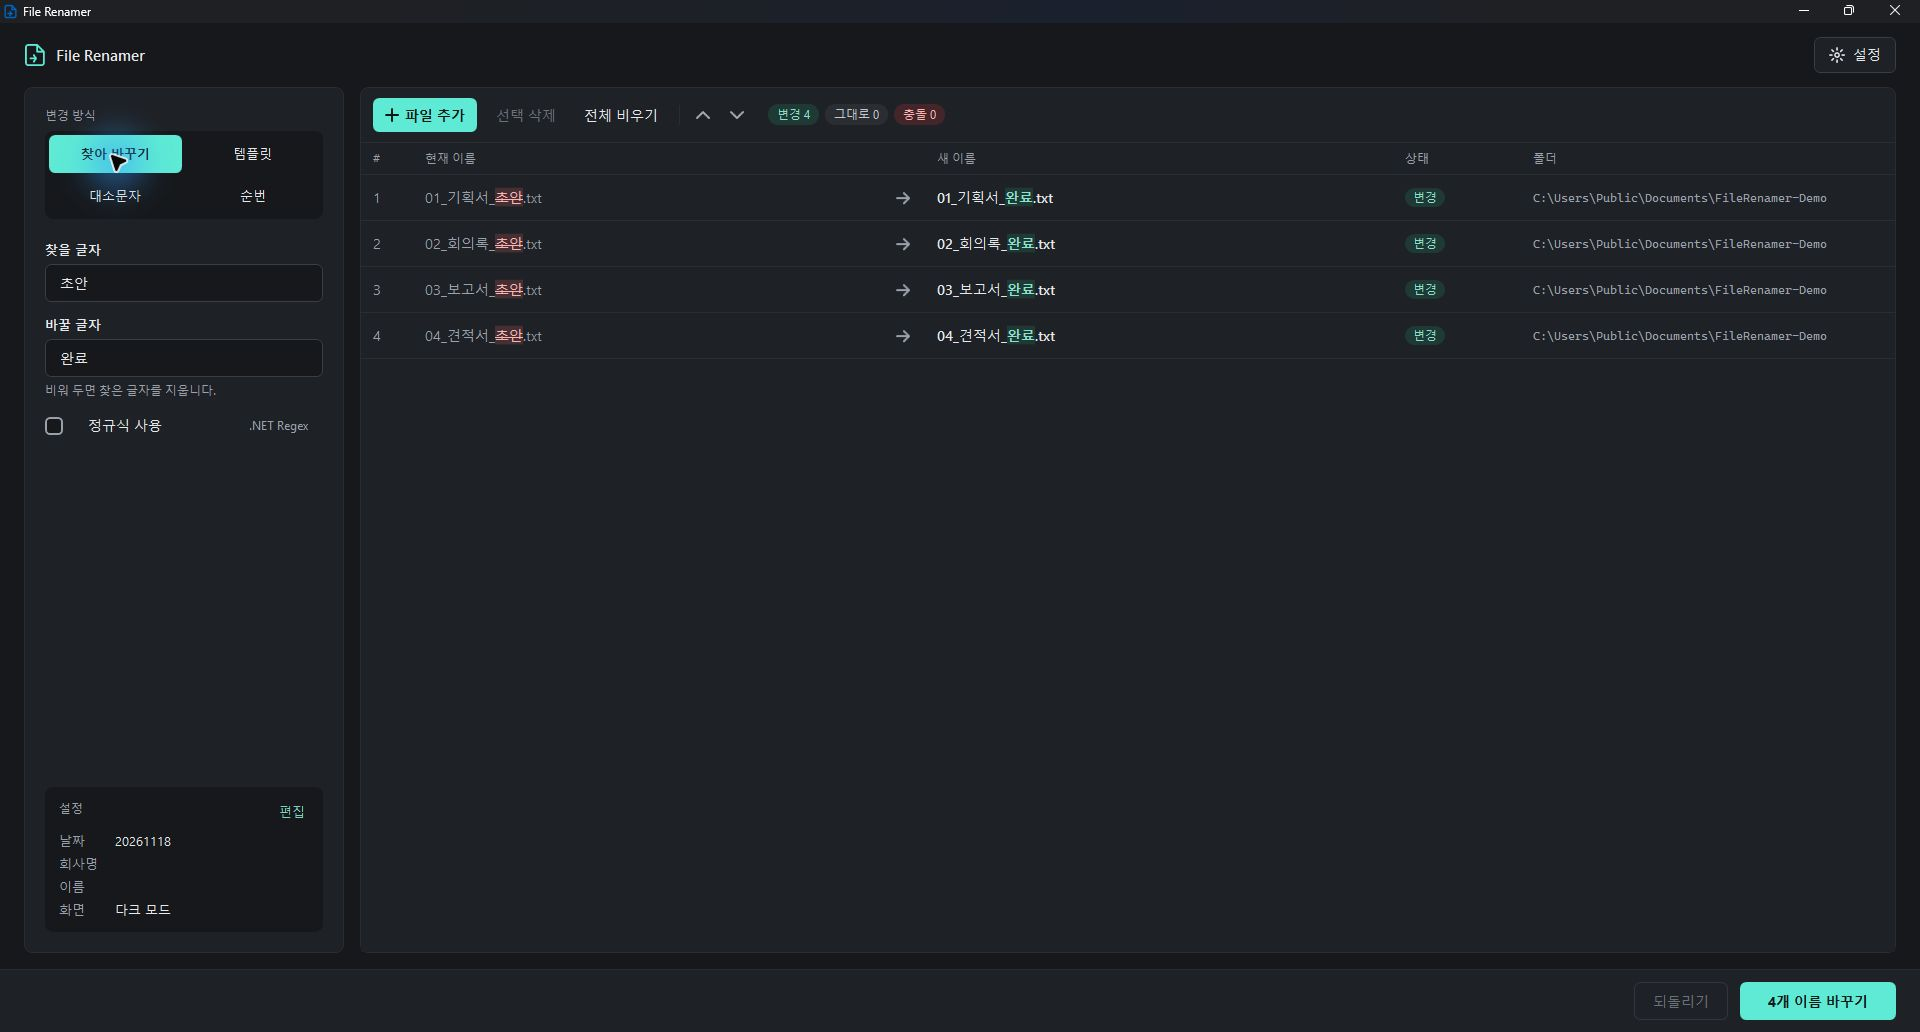 File Renamer
File Renamer
설정
변경 방식
찾아 바꾸기
템플릿
대소문자
순번
찾을 글자
초안
바꿀 글자
완료
비워 두면 찾은 글자를 지웁니다.
정규식 사용
.NET Regex
설정
편집
날짜 20261118
회사명
이름
화면 다크 모드
파일 추가 선택 삭제 전체 비우기 변경 4 그대로 0 충돌 0
# 현재 이름 새 이름 상태 폴더
1 01_기획서_초안.txt → 01_기획서_완료.txt 변경 C:\Users\Public\Documents\FileRenamer-Demo
2 02_회의록_초안.txt → 02_회의록_완료.txt 변경 C:\Users\Public\Documents\FileRenamer-Demo
3 03_보고서_초안.txt → 03_보고서_완료.txt 변경 C:\Users\Public\Documents\FileRenamer-Demo
4 04_견적서_초안.txt → 04_견적서_완료.txt 변경 C:\Users\Public\Documents\FileRenamer-Demo
되돌리기
4개 이름 바꾸기